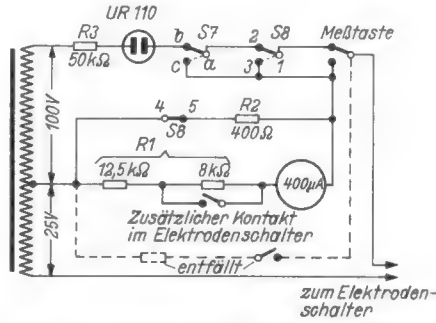 UR 110
R3
50kΩ
b
S7
2
S8
Meßtaste
c
a
3
1
100V
4
5
S8
R2
400Ω
R1
12,5kΩ
8kΩ
400µA
25V
Zusätzlicher Kontakt
im Elektrodenschalter
entfällt
zum Elektroden-
schalter